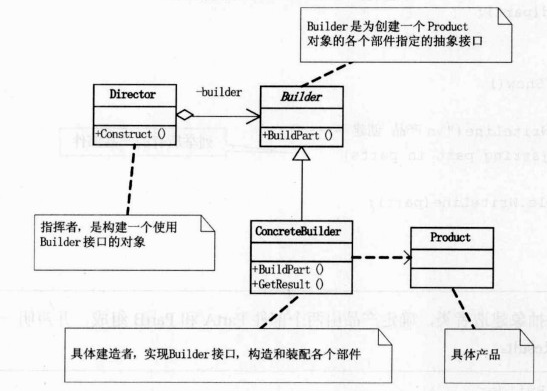 Builder是为创建一个Product
对象的各个部件指定的抽象接口
Director
-builder
Builder
+Construct()
+BuildPart()
指挥者，是构建一个使用
Builder接口的对象
ConcreteBuilder
Product
+BuildPart()
+GetResult()
具体建造者，实现Builder接口，构造和装配各个部件
具体产品